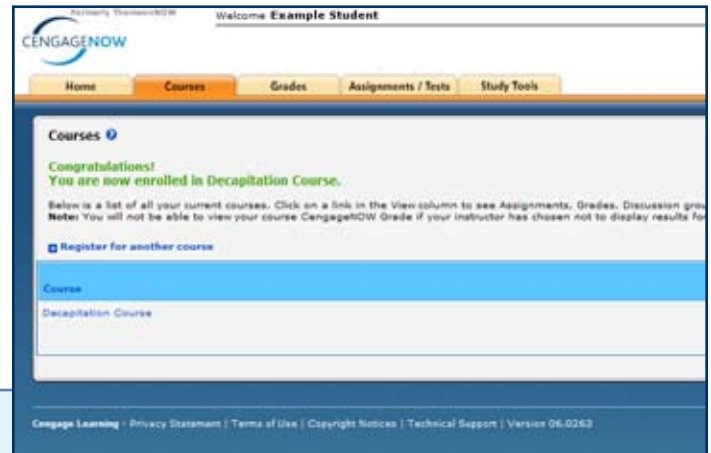 Formerly ThomsonNOW
Welcome Example Student
CENGAGENOW
Home Courses Grades Assignments / Tests Study Tools
Courses ?
Congratulations!
You are now enrolled in Decapitation Course.
Below is a list of all your current courses. Click on a link in the View column to see Assignments, Grades, Discussion grou
Note: You will not be able to view your course CengageNOW Grade if your instructor has chosen not to display results fo
Register for another course
Course
Decapitation Course
Cengage Learning - Privacy Statement | Terms of Use | Copyright Notices | Technical Support | Version 06.0263